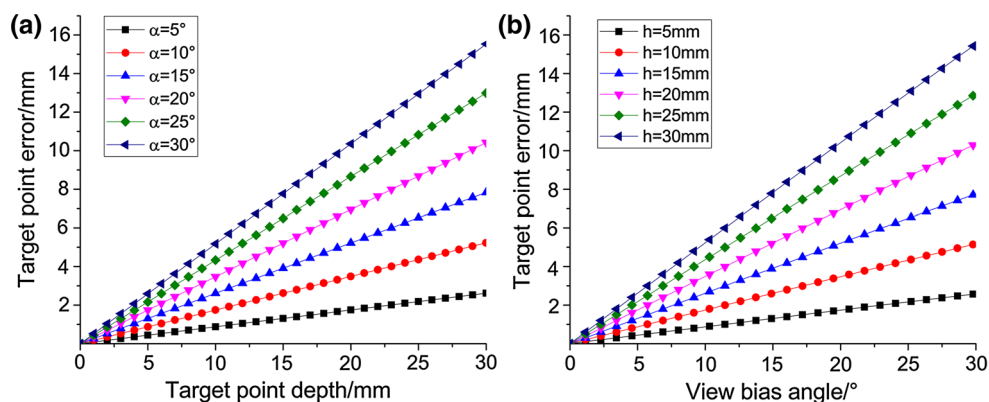 (a)
α=5°
α=10°
α=15°
α=20°
α=25°
α=30°
Target point error/mm
16
14
12
10
8
6
4
2
0 5 10 15 20 25 30
Target point depth/mm
(b)
h=5mm
h=10mm
h=15mm
h=20mm
h=25mm
h=30mm
Target point error/mm
16
14
12
10
8
6
4
2
0 5 10 15 20 25 30
View bias angle/°